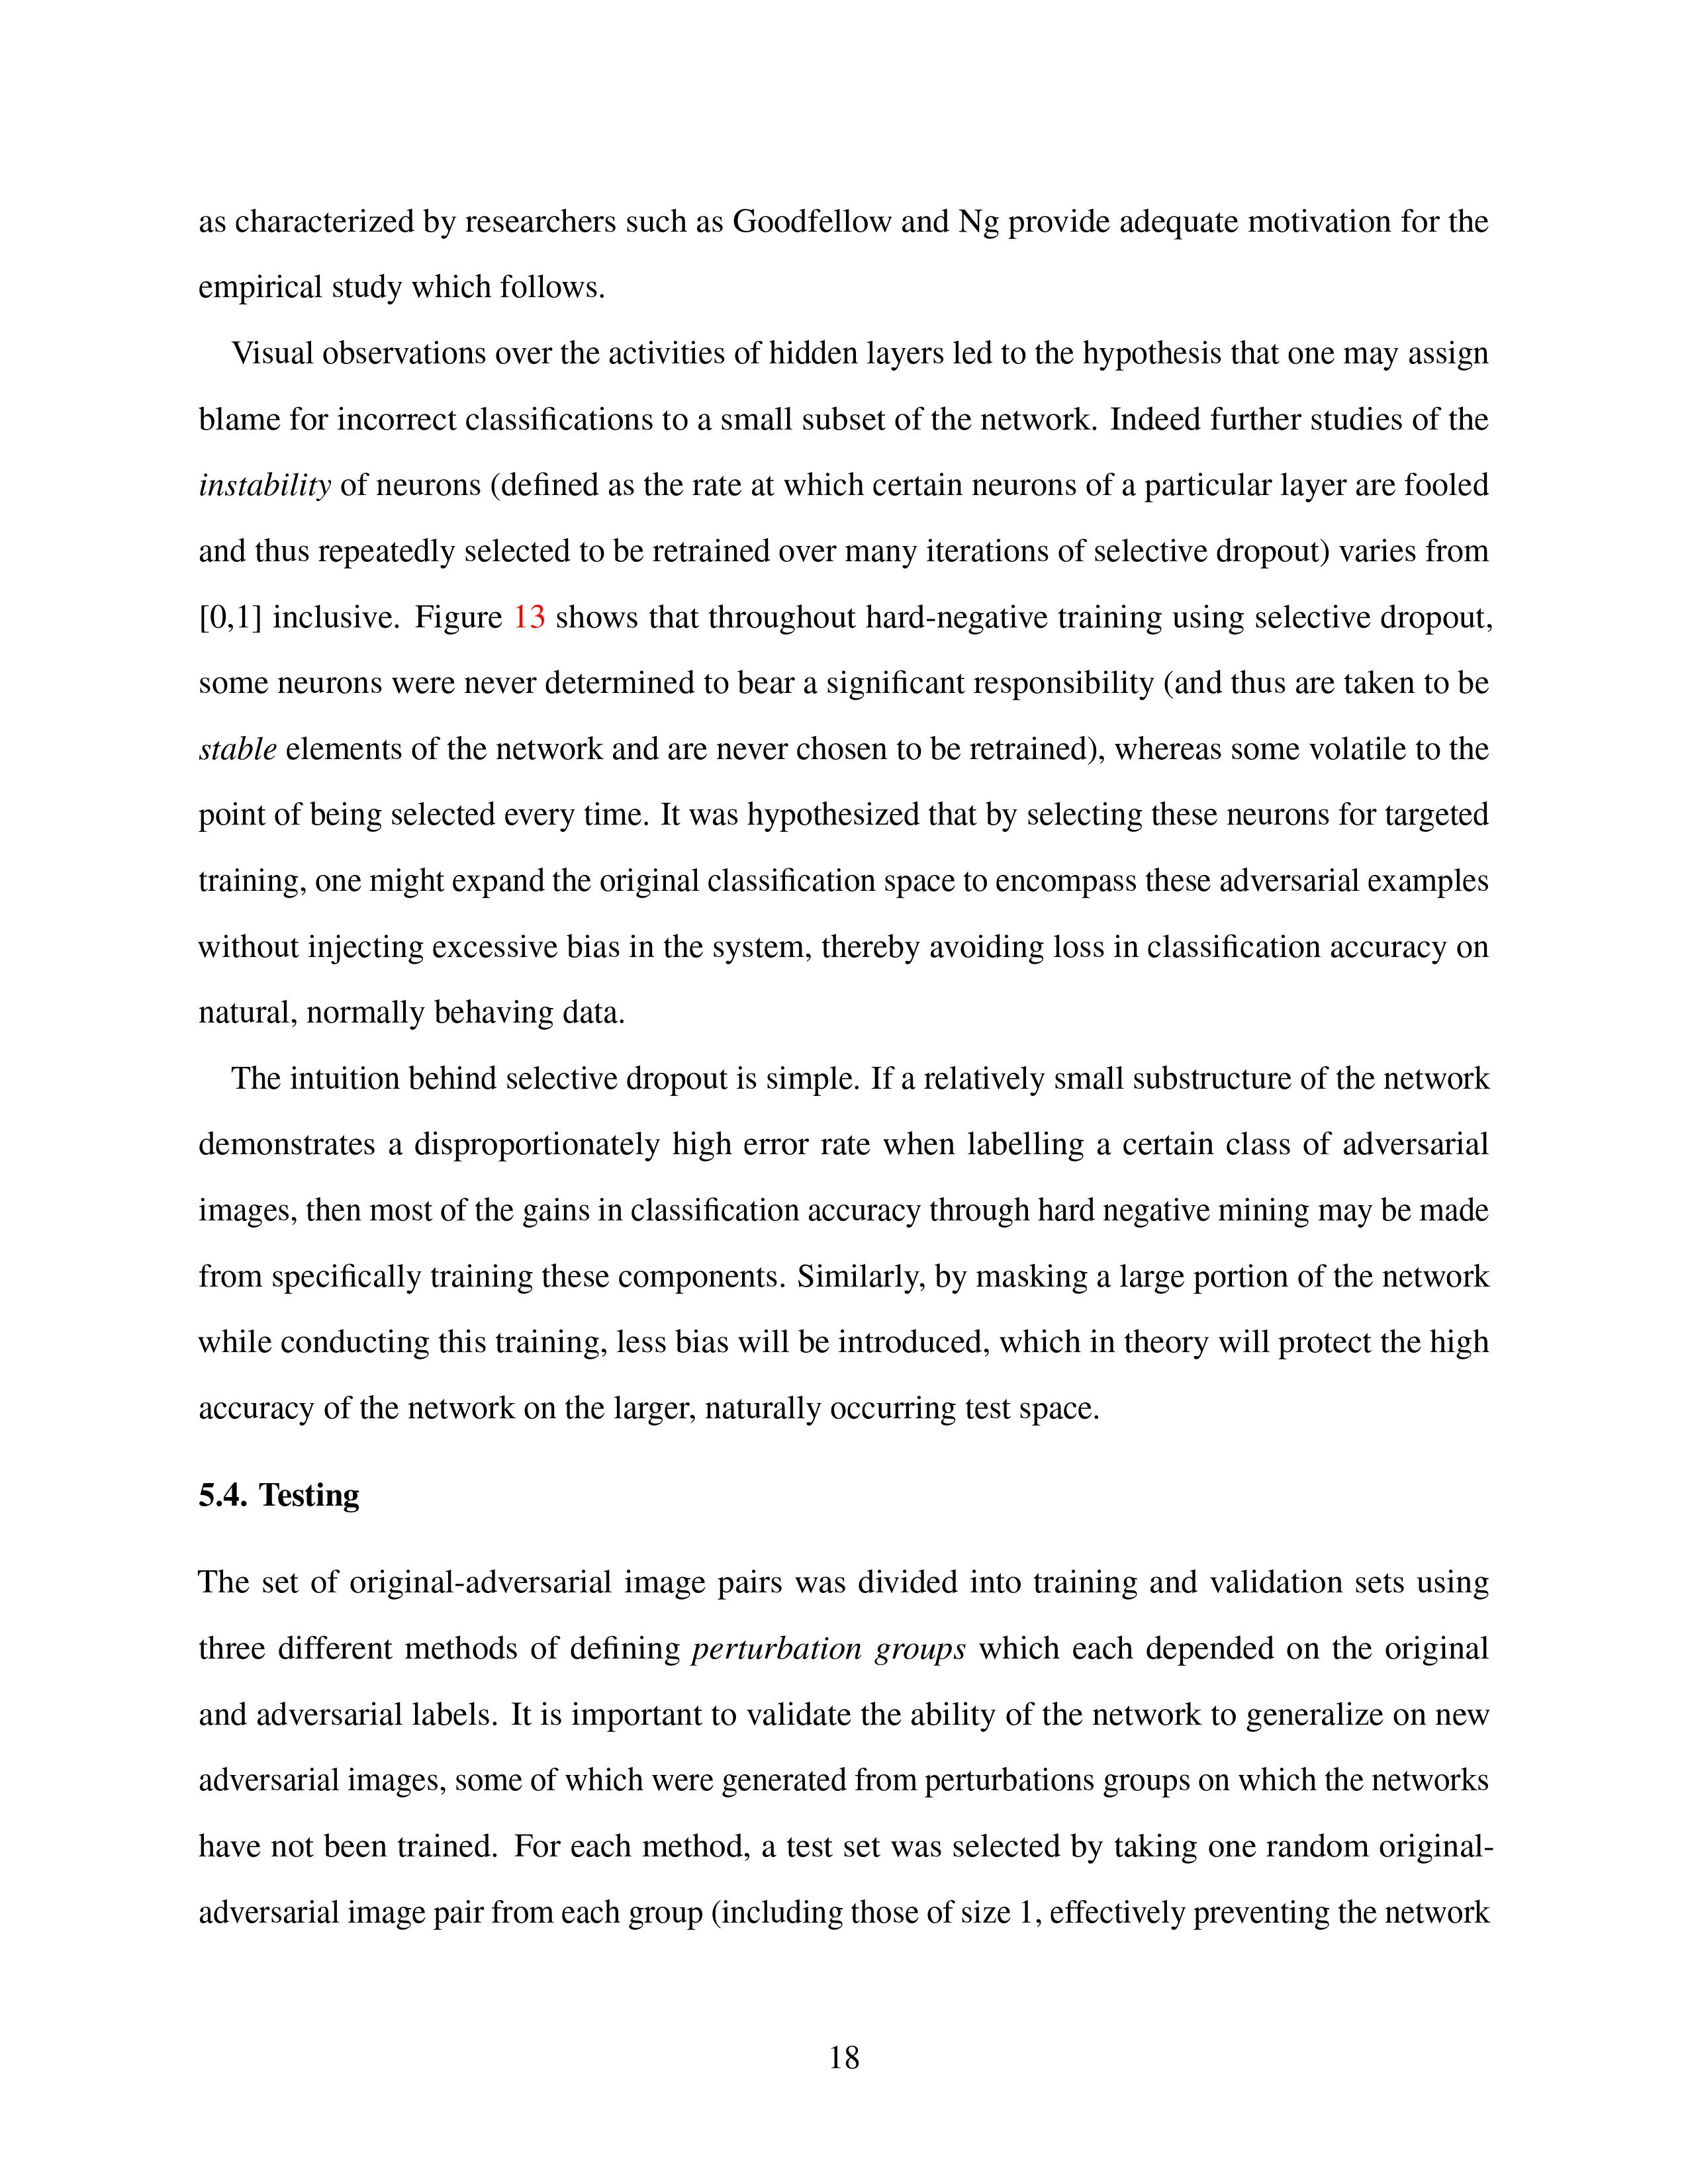 as characterized by researchers such as Goodfellow and Ng provide adequate motivation for the
empirical study which follows.
Visual observations over the activities of hidden layers led to the hypothesis that one may assign
blame for incorrect classifications to a small subset of the network. Indeed further studies of the
instability of neurons (defined as the rate at which certain neurons of a particular layer are fooled
and thus repeatedly selected to be retrained over many iterations of selective dropout) varies from
[0,1] inclusive. Figure 13 shows that throughout hard-negative training using selective dropout,
some neurons were never determined to bear a significant responsibility (and thus are taken to be
stable elements of the network and are never chosen to be retrained), whereas some volatile to the
point of being selected every time. It was hypothesized that by selecting these neurons for targeted
training, one might expand the original classification space to encompass these adversarial examples
without injecting excessive bias in the system, thereby avoiding loss in classification accuracy on
natural, normally behaving data.
The intuition behind selective dropout is simple. If a relatively small substructure of the network
demonstrates a disproportionately high error rate when labelling a certain class of adversarial
images, then most of the gains in classification accuracy through hard negative mining may be made
from specifically training these components. Similarly, by masking a large portion of the network
while conducting this training, less bias will be introduced, which in theory will protect the high
accuracy of the network on the larger, naturally occurring test space.
5.4. Testing
The set of original-adversarial image pairs was divided into training and validation sets using
three different methods of defining perturbation groups which each depended on the original
and adversarial labels. It is important to validate the ability of the network to generalize on new
adversarial images, some of which were generated from perturbations groups on which the networks
have not been trained. For each method, a test set was selected by taking one random original-
adversarial image pair from each group (including those of size 1, effectively preventing the network
18